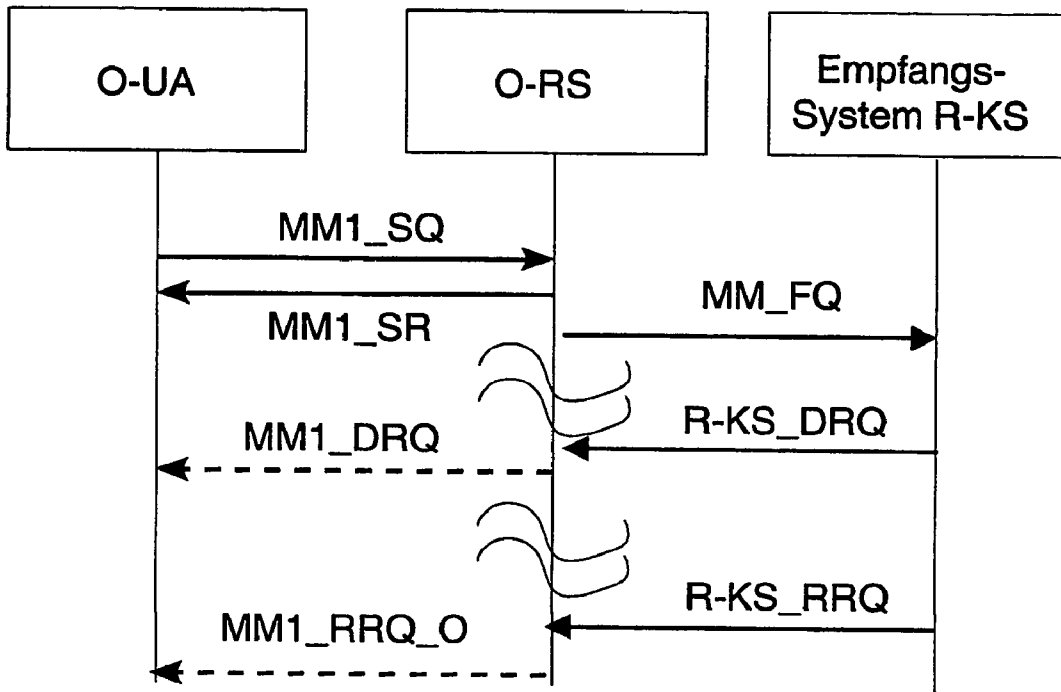 O-UA
O-RS
Empfangs-
System R-KS
MM1_SQ
MM1_SR
MM_FQ
R-KS_DRQ
MM1_DRQ
R-KS_RRQ
MM1_RRQ_O